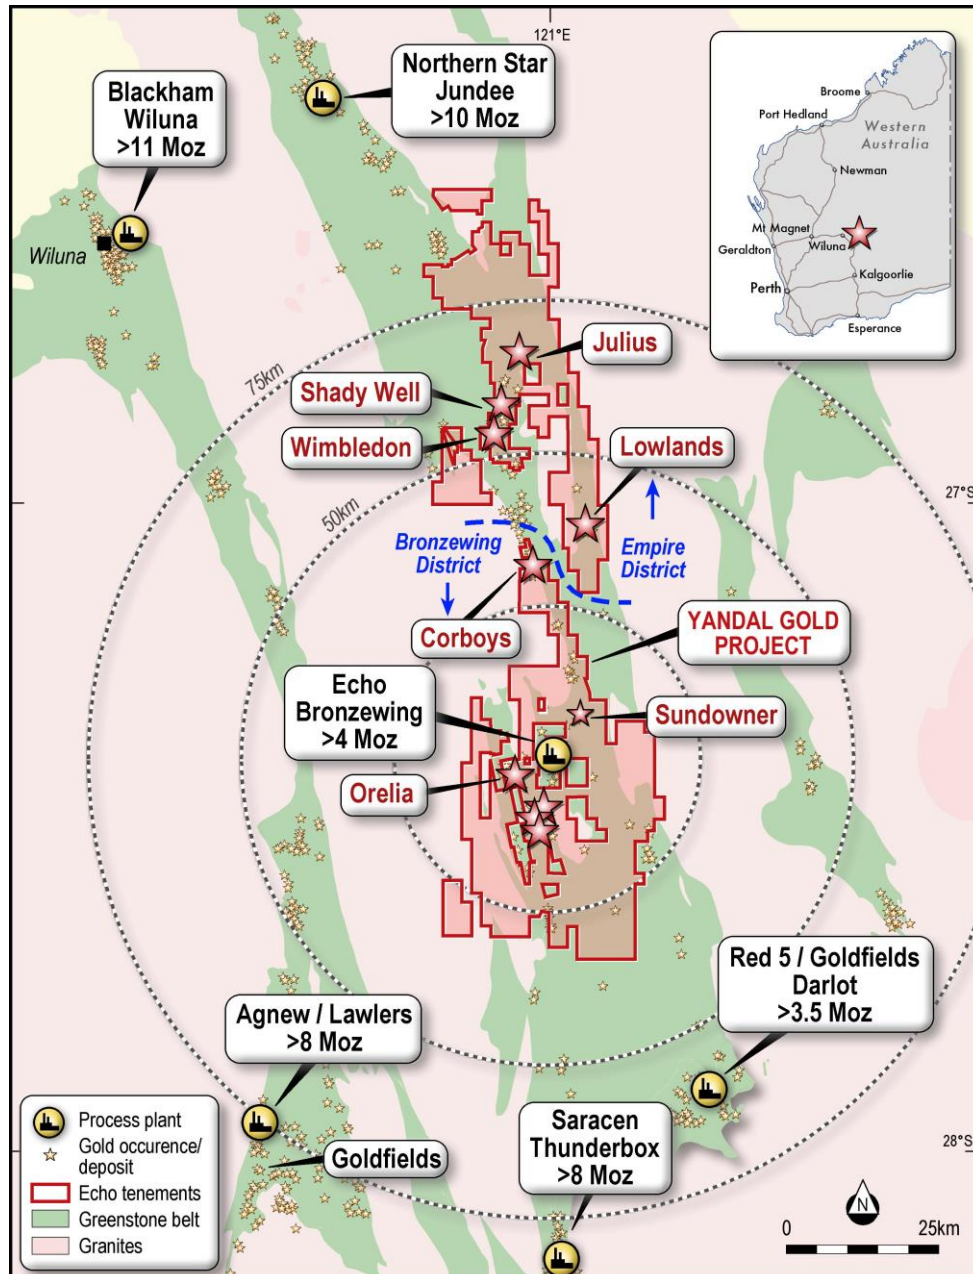 121°E
Blackham
Wiluna
>11 Moz
Northern Star
Jundee
>10 Moz
Broome
Port Hedland
Western
Australia
Newman
Mt Magnet
Wiluna
Geraldton
Kalgoorlie
Perth
Esperance
Wiluna
75km
Julius
Shady Well
Wimbledon
Lowlands
27°S
50km
Bronzewing
District
Empire
District
Corboys
YANDAL GOLD
PROJECT
Echo
Bronzewing
>4 Moz
Sundowner
Orelia
Red 5 / Goldfields
Darlot
>3.5 Moz
Agnew / Lawlers
>8 Moz
Saracen
Thunderbox
>8 Moz
Goldfields
28°S
Process plant
Gold occurence/
deposit
Echo tenements
Greenstone belt
Granites
N
0 25km